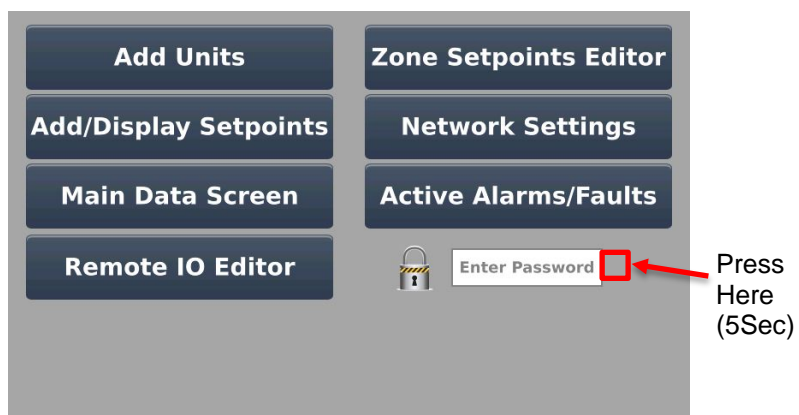 Add Units
Zone Setpoints Editor
Add/Display Setpoints
Network Settings
Main Data Screen
Active Alarms/Faults
Remote IO Editor
Enter Password
Press
Here
(5Sec)